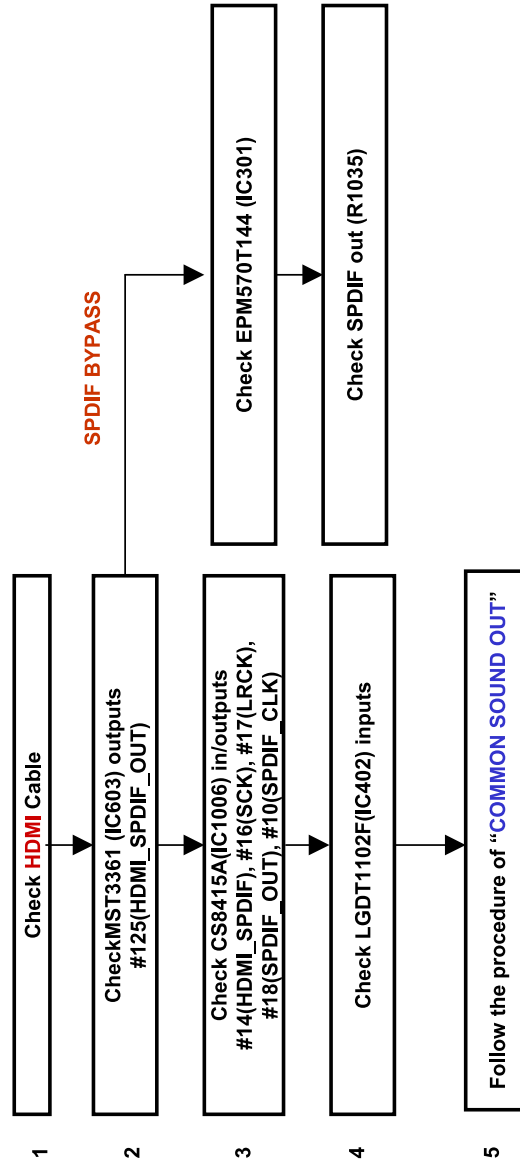 1
Check HDMI Cable
2
CheckMST3361 (IC603) outputs
#125(HDMI_SPDIF_OUT)
SPDIF BYPASS
3
Check CS8415A(IC1006) in/outputs
#14(HDMI_SPDIF), #16(SCK), #17(LRCK),
#18(SPDIF_OUT), #10(SPDIF_CLK)
Check EPM570T144 (IC301)
4
Check LGDT1102F(IC402) inputs
Check SPDIF out (R1035)
5
Follow the procedure of “COMMON SOUND OUT”